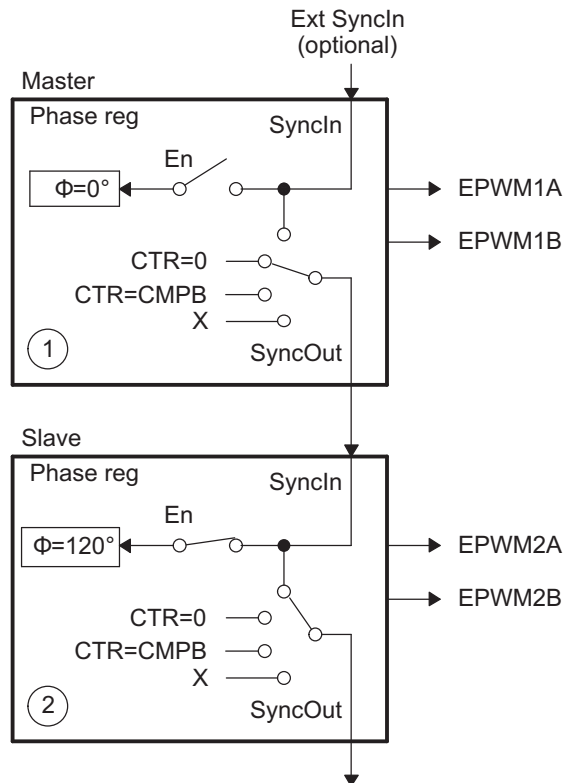 Ext SyncIn
(optional)
Master
Phase reg
SyncIn
En
Φ=0°
EPWM1A
EPWM1B
CTR=0
CTR=CMPB
X
1
SyncOut
Slave
Phase reg
SyncIn
En
Φ=120°
EPWM2A
EPWM2B
CTR=0
CTR=CMPB
X
2
SyncOut